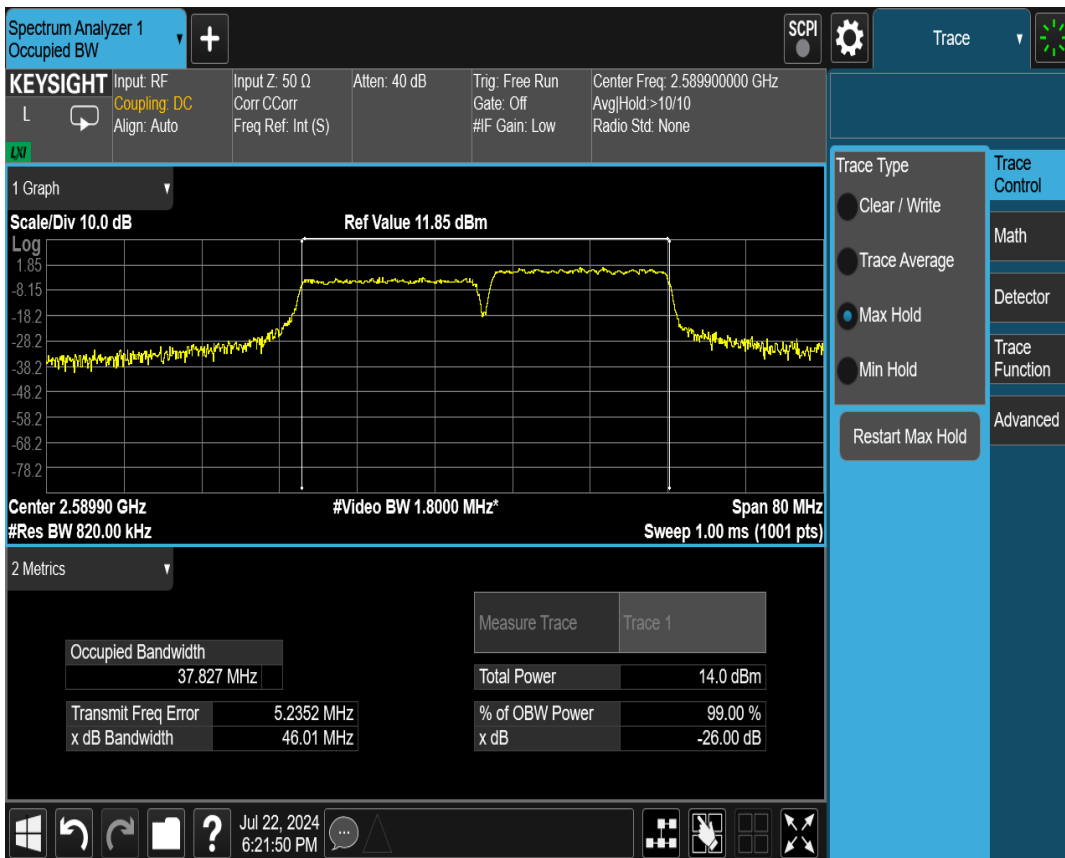 Spectrum Analyzer 1
Occupied BW
+
SCPI
Trace
KEYSIGHT
L
LXI
Input: RF
Coupling: DC
Align: Auto
Input Z: 50 Ω
Corr CCorr
Freq Ref: Int (S)
Atten: 40 dB
Trig: Free Run
Gate: Off
#IF Gain: Low
Center Freq: 2.589900000 GHz
Avg|Hold:>10/10
Radio Std: None
1 Graph
Scale/Div 10.0 dB
Ref Value 11.85 dBm
Log
1.85
-8.15
-18.2
-28.2
-38.2
-48.2
-58.2
-68.2
-78.2
Center 2.58990 GHz
#Video BW 1.8000 MHz*
Span 80 MHz
#Res BW 820.00 kHz
Sweep 1.00 ms (1001 pts)
2 Metrics
Measure Trace
Trace 1
Occupied Bandwidth
37.827 MHz
Total Power
14.0 dBm
Transmit Freq Error
5.2352 MHz
% of OBW Power
99.00 %
x dB Bandwidth
46.01 MHz
x dB
-26.00 dB
Trace Type
Clear / Write
Trace Average
Max Hold
Min Hold
Restart Max Hold
Trace
Control
Math
Detector
Trace
Function
Advanced
?
Jul 22, 2024
6:21:50 PM